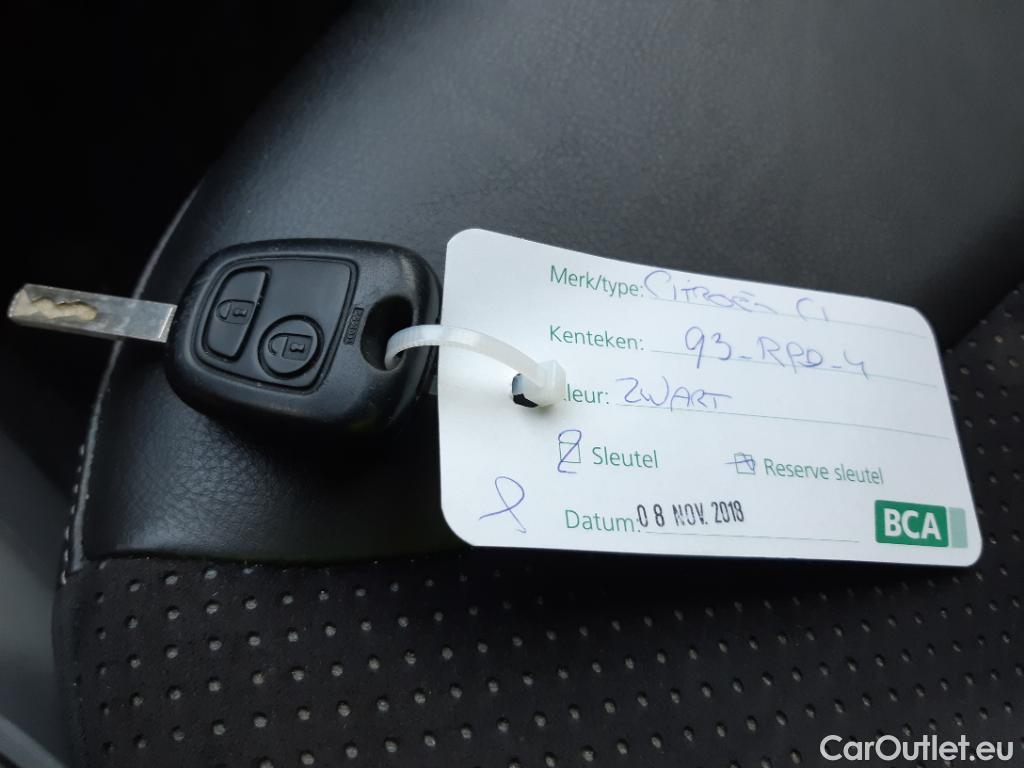 Merk/type: CITROËN C1
Kenteken: 93-RPD-4
leur: ZWART
Sleutel Reserve sleutel
Datum: 08 NOV. 2018
BCA
CarOutlet.eu